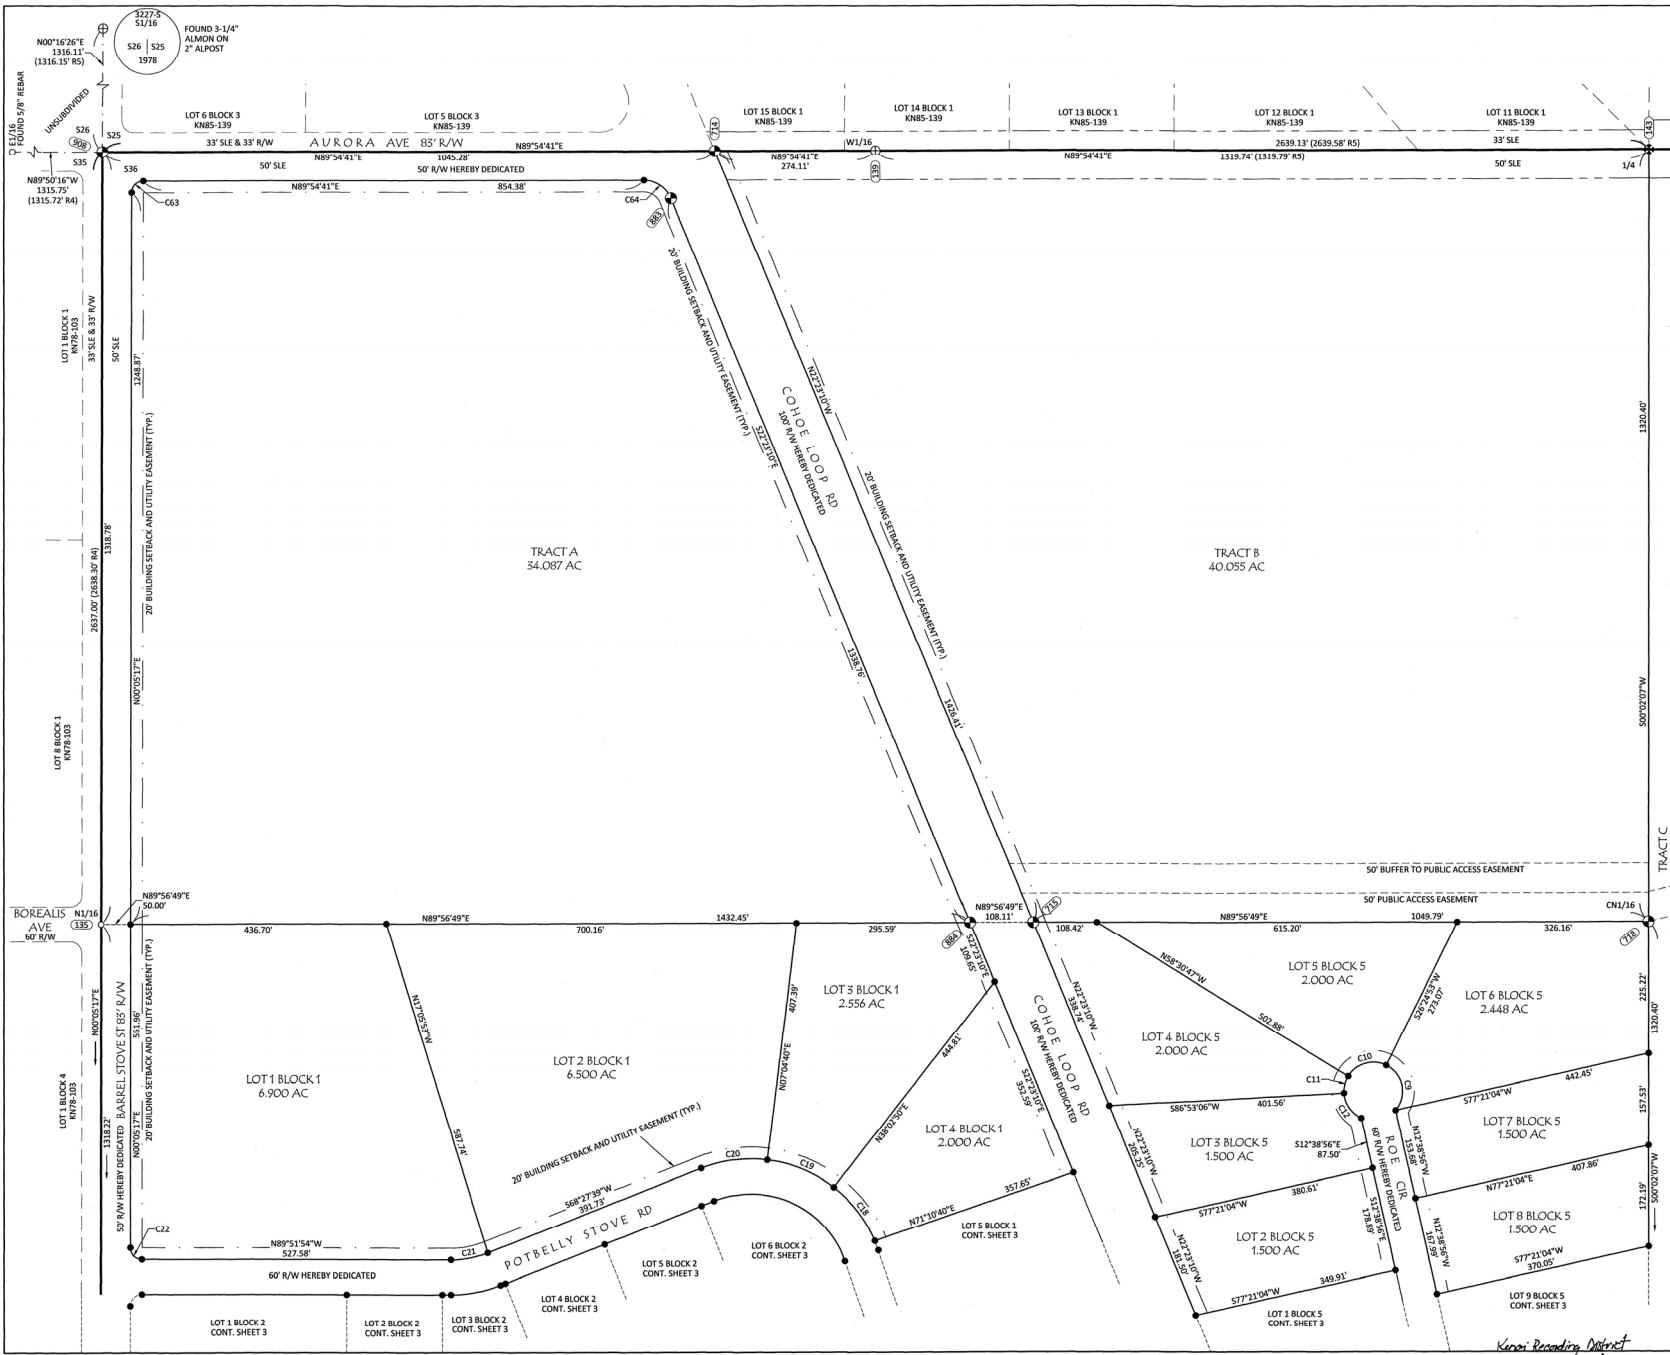 3227-S
S1/16
S26 | S25
1978
FOUND 3-1/4"
ALMON ON
2" ALPOST
N00°16'26"E
1316.11'
(1316.15' R5)
E1/16
FOUND 5/8" REBAR
UNSUBDIVIDED
S26
S25
908
S35
S36
N89°50'16"W
1315.75'
(1315.72' R4)
LOT 6 BLOCK 3
KN85-139
LOT 5 BLOCK 3
KN85-139
LOT 15 BLOCK 1
KN85-139
LOT 14 BLOCK 1
KN85-139
LOT 13 BLOCK 1
KN85-139
LOT 12 BLOCK 1
KN85-139
LOT 11 BLOCK 1
KN85-139
714
143
33' SLE & 33' R/W
AURORA AVE 83' R/W
N89°54'41"E
W1/16
2639.13' (2639.58' R5)
33' SLE
50' SLE
N89°54'41"E
1045.28'
50' R/W HEREBY DEDICATED
N89°54'41"E
274.11'
139
N89°54'41"E
1319.74' (1319.79' R5)
50' SLE
1/4
N89°54'41"E
854.38'
C63
C64
883
LOT 1 BLOCK 1
KN78-103
33' SLE & 33' R/W
50' SLE
1248.87'
20' BUILDING SETBACK AND UTILITY EASEMENT (TYP.)
1318.78'
2637.00' (2638.30' R4)
N00°05'17"E
LOT 8 BLOCK 1
KN78-103
20' BUILDING SETBACK AND UTILITY EASEMENT (TYP.)
S22°23'10"E
1338.76'
COHOE LOOP RD
100' R/W HEREBY DEDICATED
N22°23'10"W
20' BUILDING SETBACK AND UTILITY EASEMENT (TYP.)
1426.41'
TRACT A
34.087 AC
TRACT B
40.055 AC
1320.40'
S00°02'07"W
TRACT C
50' BUFFER TO PUBLIC ACCESS EASEMENT
50' PUBLIC ACCESS EASEMENT
CN1/16
718
BOREALIS
AVE
60' R/W
N1/16
135
N89°56'49"E
50.00'
N89°56'49"E
1432.45'
436.70'
700.16'
295.59'
N89°56'49"E
108.11'
884
715
108.42'
N89°56'49"E
1049.79'
615.20'
326.16'
LOT 1 BLOCK 4
KN78-103
N00°05'17"E
1318.22'
50' R/W HEREBY DEDICATED BARREL STOVE ST 83' R/W
551.96'
N00°05'17"E
20' BUILDING SETBACK AND UTILITY EASEMENT (TYP.)
C22
LOT 1 BLOCK 1
6.900 AC
N17°05'53"W
587.74'
LOT 2 BLOCK 1
6.500 AC
407.39'
N07°04'40"E
LOT 3 BLOCK 1
2.556 AC
444.81'
N38°02'50"E
LOT 4 BLOCK 1
2.000 AC
S22°23'10"E
109.65'
S22°23'10"E
352.59'
357.65'
N71°10'40"E
LOT 5 BLOCK 1
CONT. SHEET 3
20' BUILDING SETBACK AND UTILITY EASEMENT (TYP.)
C20
C19
C18
S68°27'39"W
391.73'
C21
POTBELLY STOVE RD
N89°51'54"W
527.58'
60' R/W HEREBY DEDICATED
LOT 1 BLOCK 2
CONT. SHEET 3
LOT 2 BLOCK 2
CONT. SHEET 3
LOT 3 BLOCK 2
CONT. SHEET 3
LOT 4 BLOCK 2
CONT. SHEET 3
LOT 5 BLOCK 2
CONT. SHEET 3
LOT 6 BLOCK 2
CONT. SHEET 3
COHOE LOOP RD
100' R/W HEREBY DEDICATED
N22°23'10"W
338.74'
N22°23'10"W
205.25'
N22°23'10"W
181.50'
LOT 4 BLOCK 5
2.000 AC
N58°30'47"W
502.88'
LOT 5 BLOCK 5
2.000 AC
S26°24'53"W
273.07'
LOT 6 BLOCK 5
2.448 AC
225.22'
1320.40'
S86°53'06"W
401.56'
C11
C10
C9
C12
S77°21'04"W
442.45'
LOT 3 BLOCK 5
1.500 AC
S12°38'56"E
87.50'
60' R/W HEREBY DEDICATED
ROE CIR
N12°38'56"W
153.68'
LOT 7 BLOCK 5
1.500 AC
157.53'
S77°21'04"W
380.61'
S12°38'56"E
178.69'
N77°21'04"E
407.86'
LOT 2 BLOCK 5
1.500 AC
N12°38'56"W
167.99'
LOT 8 BLOCK 5
1.500 AC
172.19'
S00°02'07"W
S77°21'04"W
349.91'
S77°21'04"W
370.05'
LOT 1 BLOCK 5
CONT. SHEET 3
LOT 9 BLOCK 5
CONT. SHEET 3
Kenai Recording District